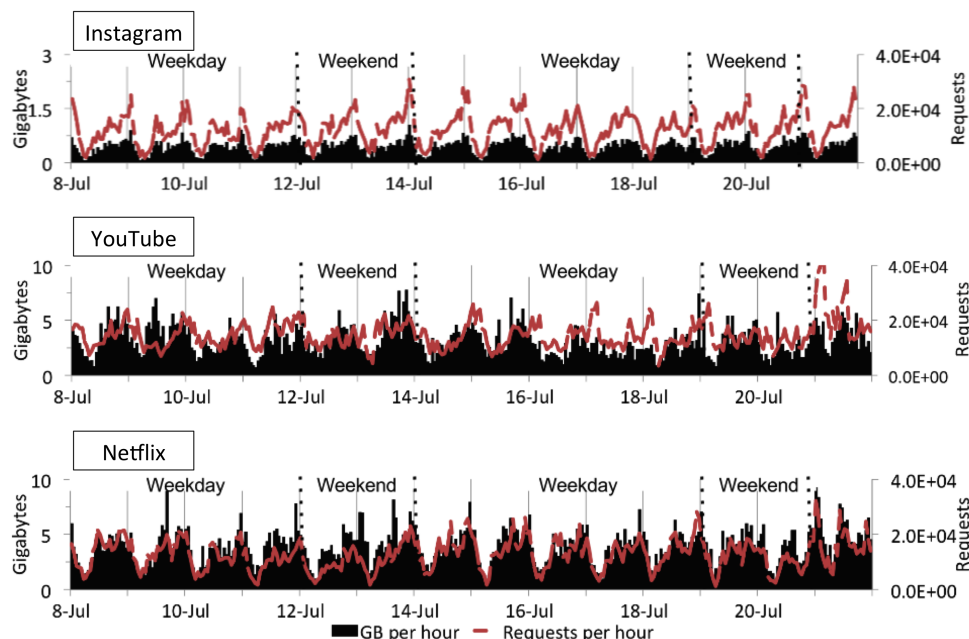 Instagram
Weekday Weekend Weekday Weekend
3 4.0E+04
1.5 2.0E+04
0 0.0E+00
Gigabytes Requests
8-Jul 10-Jul 12-Jul 14-Jul 16-Jul 18-Jul 20-Jul
YouTube
Weekday Weekend Weekday Weekend
10 4.0E+04
5 2.0E+04
0 0.0E+00
Gigabytes Requests
8-Jul 10-Jul 12-Jul 14-Jul 16-Jul 18-Jul 20-Jul
Netflix
Weekday Weekend Weekday Weekend
10 4.0E+04
5 2.0E+04
0 0.0E+00
Gigabytes Requests
8-Jul 10-Jul 12-Jul 14-Jul 16-Jul 18-Jul 20-Jul
GB per hour Requests per hour